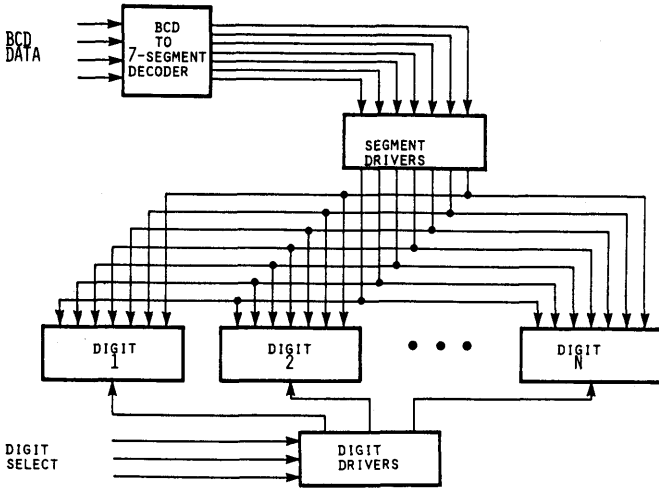 BCD
DATA
BCD
TO
7-SEGMENT
DECODER
SEGMENT
DRIVERS
DIGIT
1
DIGIT
2
DIGIT
N
DIGIT
SELECT
DIGIT
DRIVERS